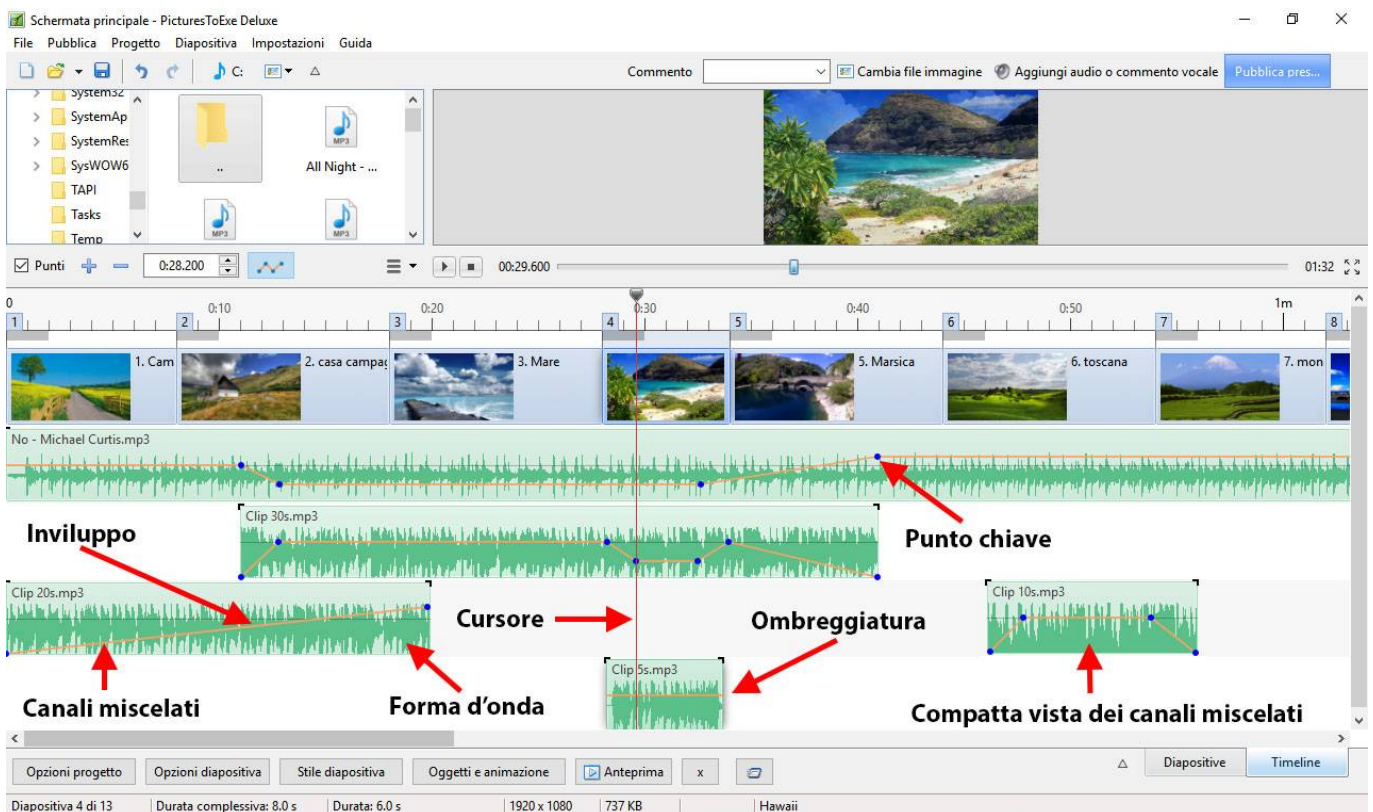 Schermata principale - PicturesToExe Deluxe
File Pubblica Progetto Diapositiva Impostazioni Guida
C:
Commento
Cambia file immagine
Aggiungi audio o commento vocale
Pubblica pres...
System32
SystemAp
SystemRes
SysWOW6
TAPI
Tasks
Temp
..
MP3
All Night - ...
MP3
MP3
Punti
0:28.200
00:29.600
01:32
0 0:10 0:20 0:30 0:40 0:50 1m
1 2 3 4 5 6 7 8
1. Cam
2. casa campag
3. Mare
5. Marsica
6. toscana
7. mon
No - Michael Curtis.mp3
Clip 30s.mp3
Inviluppo
Punto chiave
Clip 20s.mp3
Clip 10s.mp3
Cursore
Ombreggiatura
Clip 5s.mp3
Canali miscelati
Forma d'onda
Compatta vista dei canali miscelati
Opzioni progetto
Opzioni diapositiva
Stile diapositiva
Oggetti e animazione
Anteprima
x
Diapositive
Timeline
Diapositiva 4 di 13
Durata complessiva: 8.0 s
Durata: 6.0 s
1920 x 1080
737 KB
Hawaii